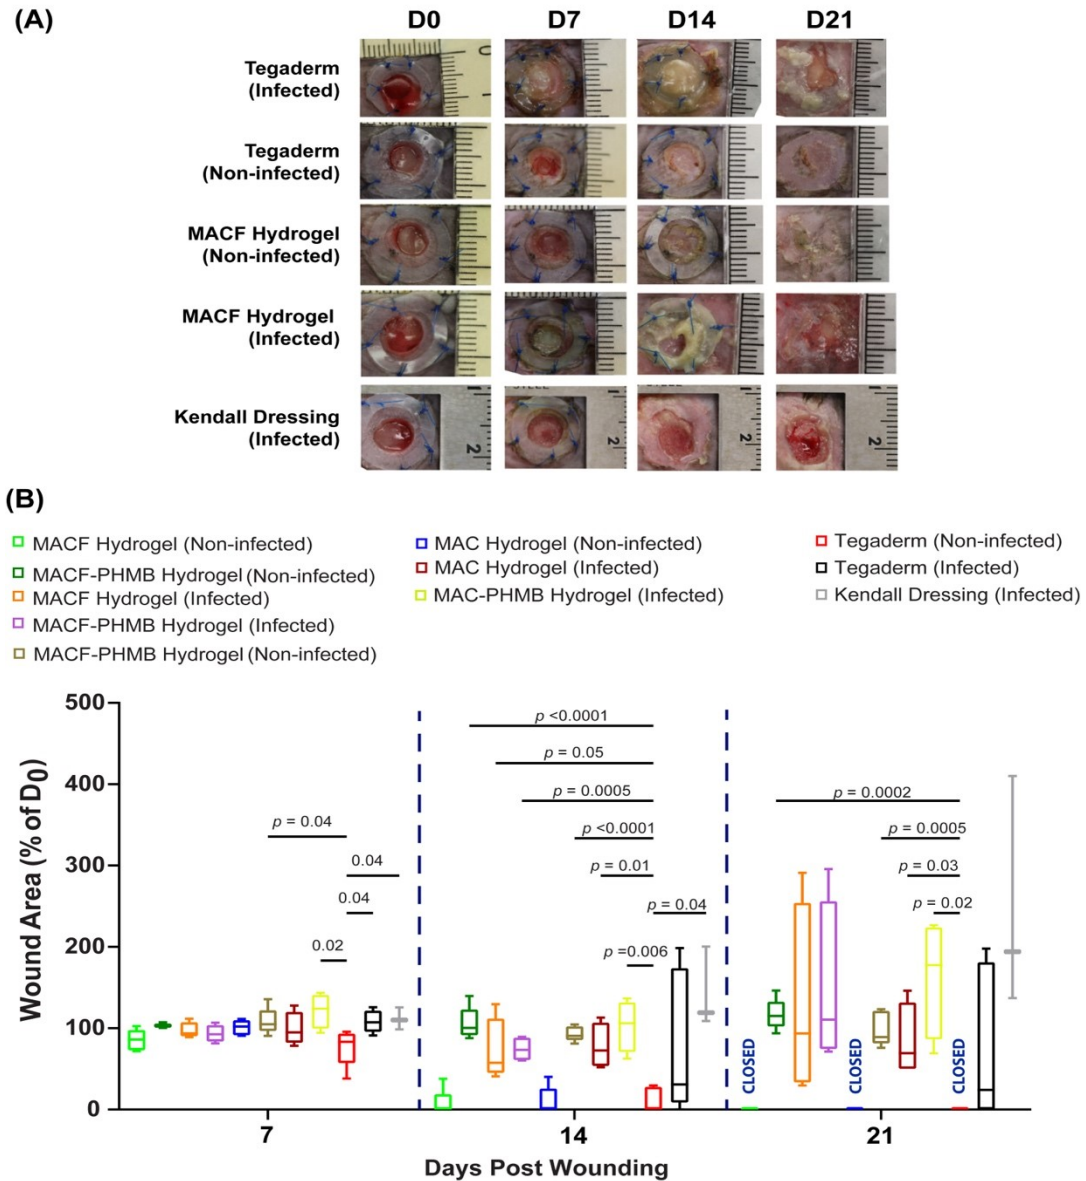 (A)
D0 D7 D14 D21
Tegaderm
(Infected)
Tegaderm
(Non-infected)
MACF Hydrogel
(Non-infected)
MACF Hydrogel
(Infected)
Kendall Dressing
(Infected)
2 2 2 2
(B)
MACF Hydrogel (Non-infected)
MACF-PHMB Hydrogel (Non-infected)
MACF Hydrogel (Infected)
MACF-PHMB Hydrogel (Infected)
MACF-PHMB Hydrogel (Non-infected)
MAC Hydrogel (Non-infected)
MAC Hydrogel (Infected)
MAC-PHMB Hydrogel (Infected)
Tegaderm (Non-infected)
Tegaderm (Infected)
Kendall Dressing (Infected)
Wound Area (% of D0)
500
400
300
200
100
0
p = 0.04
0.04
0.04
0.02
p <0.0001
p = 0.05
p = 0.0005
p <0.0001
p = 0.01
p = 0.04
p =0.006
p = 0.0002
p = 0.0005
p = 0.03
p = 0.02
CLOSED
CLOSED
CLOSED
7 14 21
Days Post Wounding